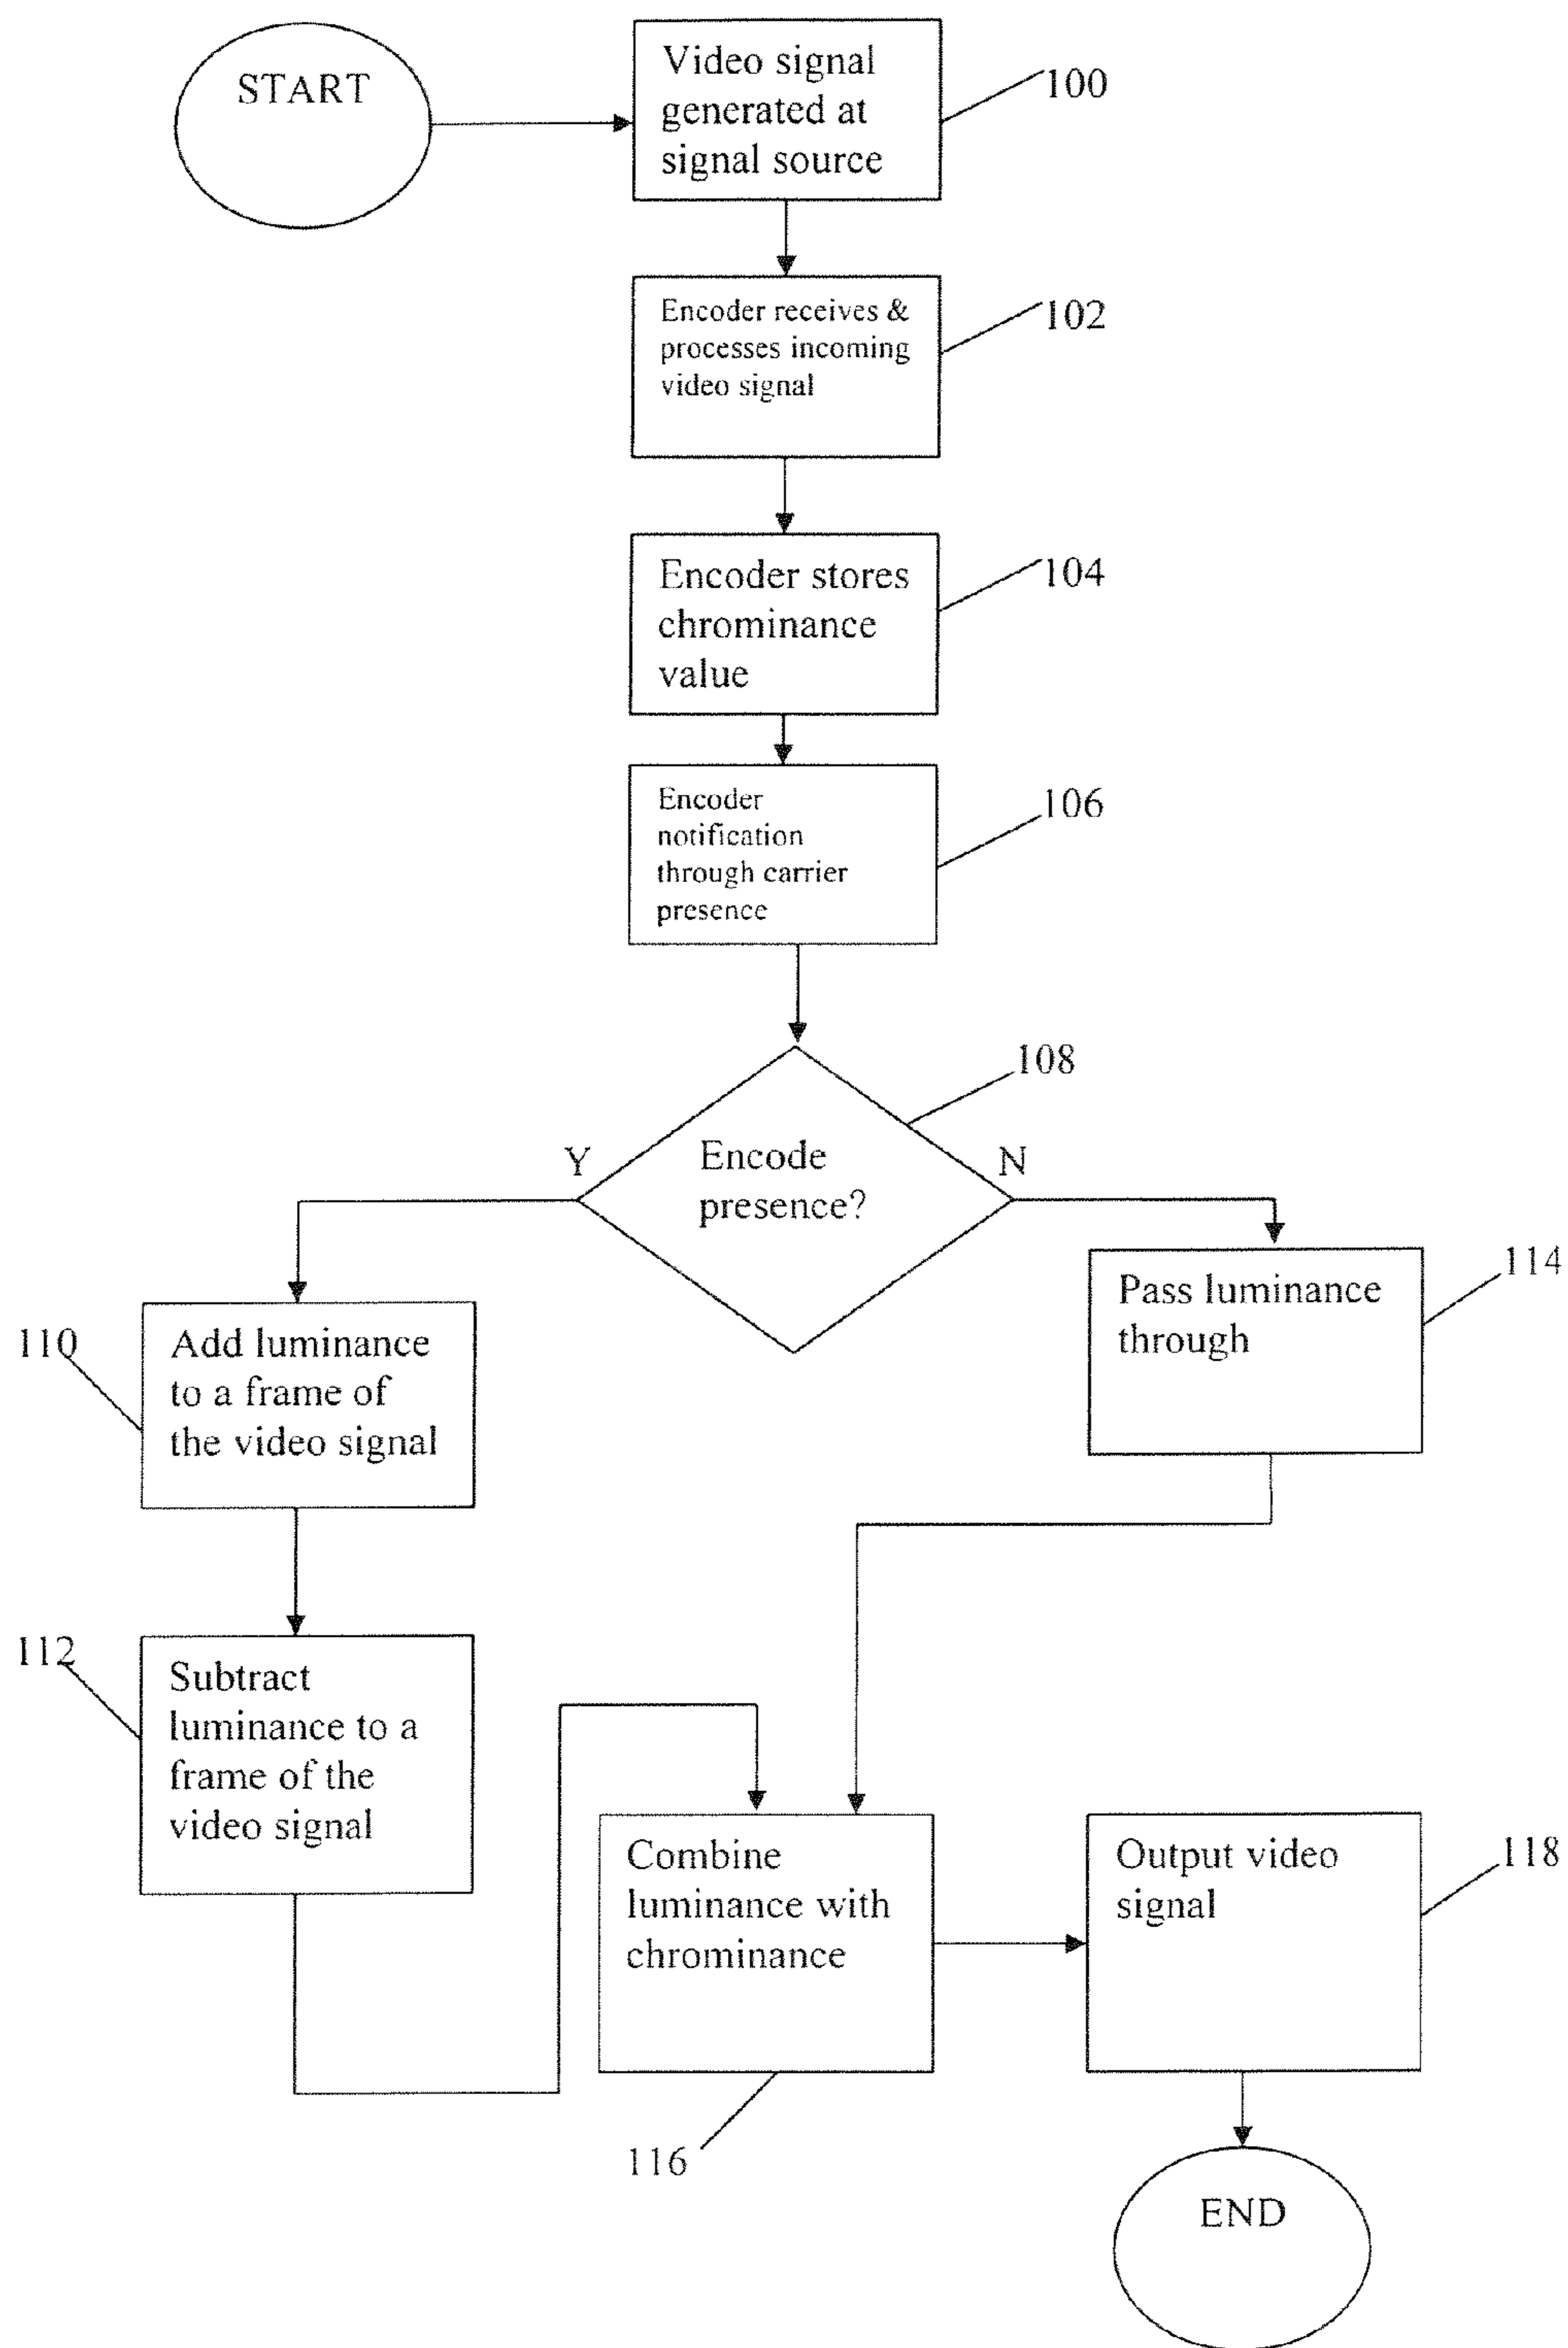 START
Video signal
generated at
signal source
100
Encoder receives &
processes incoming
video signal
102
Encoder stores
chrominance
value
104
Encoder
notification
through carrier
presence
106
108
Y
Encode
presence?
N
110
Add luminance
to a frame of
the video signal
Pass luminance
through
114
112
Subtract
luminance to a
frame of the
video signal
Combine
luminance with
chrominance
116
Output video
signal
118
END